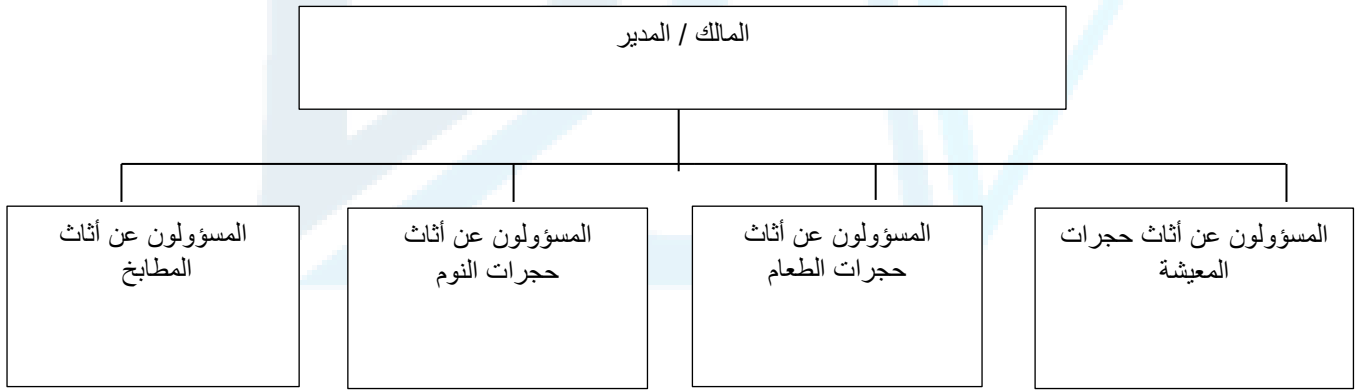 المالك / المدير
المسؤولون عن أثاث حجرات
المعيشة
المسؤولون عن أثاث
حجرات الطعام
المسؤولون عن أثاث
حجرات النوم
المسؤولون عن أثاث
المطابخ